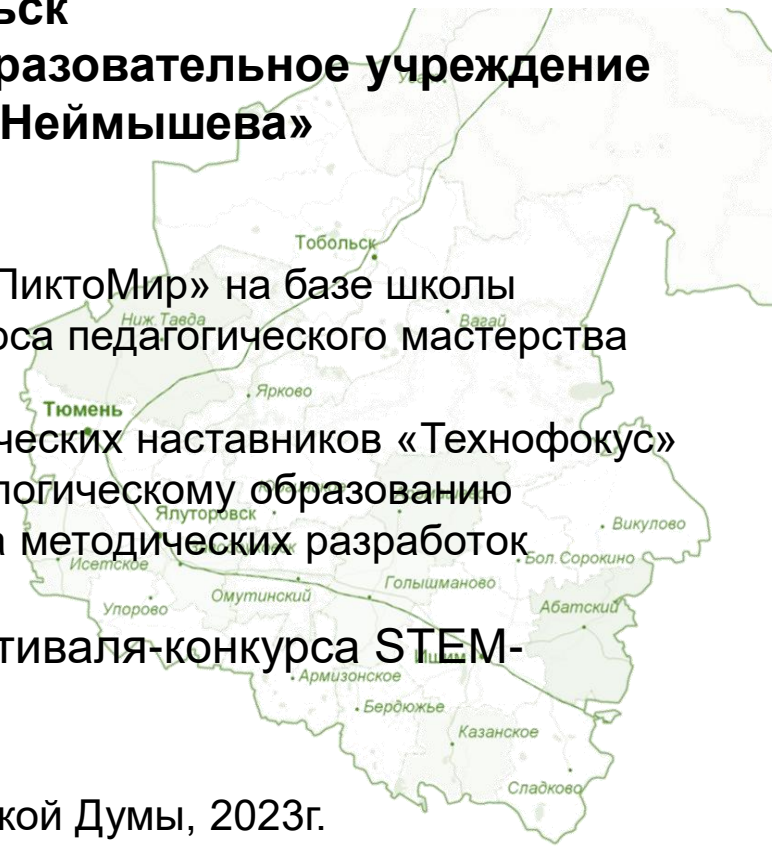 ьск
разовательное учреждение
Неймышева»
Тобольск
ПиктоМир» на базе школы
Ниж.Тавда
Вагай
рса педагогического мастерства
Ярково
Тюмень
ческих наставников «Технофокус»
логическому образованию
Ялуторовск
Викулово
а методических разработок
Бол.Сорокино
Исетское
Голышманово
Омутинский
Абатский
Упорово
тиваля-конкурса STEM-
Ишим
Армизонское
Бердюжье
Казанское
Сладково
кой Думы, 2023г.